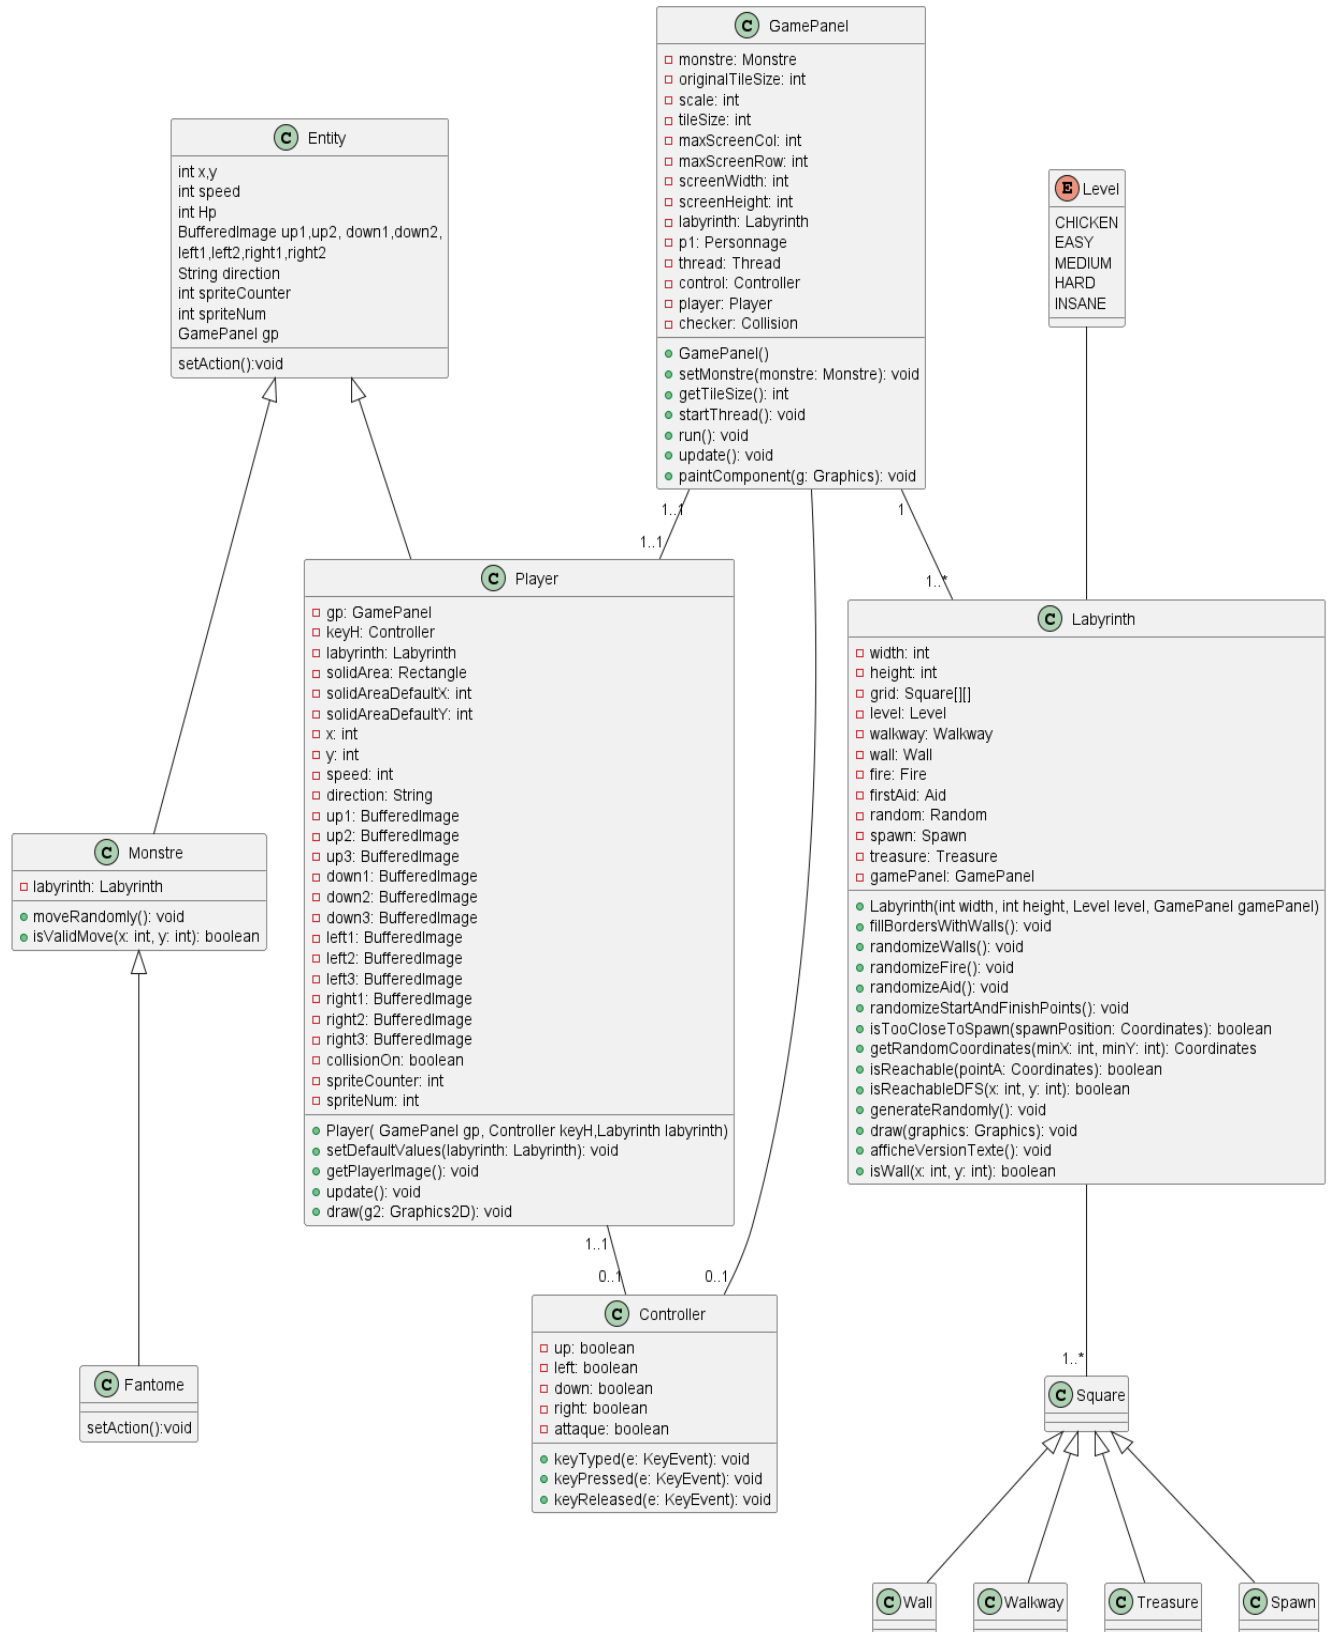 C GamePanel
monstre: Monstre
originalTileSize: int
scale: int
tileSize: int
maxScreenCol: int
maxScreenRow: int
screenWidth: int
screenHeight: int
labyrinth: Labyrinth
p1: Personnage
thread: Thread
control: Controller
player: Player
checker: Collision
GamePanel()
setMonstre(monstre: Monstre): void
getTileSize(): int
startThread(): void
run(): void
update(): void
paintComponent(g: Graphics): void
C Entity
int x,y
int speed
int Hp
BufferedImage up1,up2, down1,down2,
left1,left2,right1,right2
String direction
int spriteCounter
int spriteNum
GamePanel gp
setAction():void
E Level
CHICKEN
EASY
MEDIUM
HARD
INSANE
1..1
1..1
1
1..*
C Player
gp: GamePanel
keyH: Controller
labyrinth: Labyrinth
solidArea: Rectangle
solidAreaDefaultX: int
solidAreaDefaultY: int
x: int
y: int
speed: int
direction: String
up1: BufferedImage
up2: BufferedImage
up3: BufferedImage
down1: BufferedImage
down2: BufferedImage
down3: BufferedImage
left1: BufferedImage
left2: BufferedImage
left3: BufferedImage
right1: BufferedImage
right2: BufferedImage
right3: BufferedImage
collisionOn: boolean
spriteCounter: int
spriteNum: int
Player( GamePanel gp, Controller keyH,Labyrinth labyrinth)
setDefaultValues(labyrinth: Labyrinth): void
getPlayerImage(): void
update(): void
draw(g2: Graphics2D): void
C Labyrinth
width: int
height: int
grid: Square[][]
level: Level
walkway: Walkway
wall: Wall
fire: Fire
firstAid: Aid
random: Random
spawn: Spawn
treasure: Treasure
gamePanel: GamePanel
Labyrinth(int width, int height, Level level, GamePanel gamePanel)
fillBordersWithWalls(): void
randomizeWalls(): void
randomizeFire(): void
randomizeAid(): void
randomizeStartAndFinishPoints(): void
isTooCloseToSpawn(spawnPosition: Coordinates): boolean
getRandomCoordinates(minX: int, minY: int): Coordinates
isReachable(pointA: Coordinates): boolean
isReachableDFS(x: int, y: int): boolean
generateRandomly(): void
draw(graphics: Graphics): void
afficheVersionTexte(): void
isWall(x: int, y: int): boolean
C Monstre
labyrinth: Labyrinth
moveRandomly(): void
isValidMove(x: int, y: int): boolean
1..1
0..1
0..1
C Controller
up: boolean
left: boolean
down: boolean
right: boolean
attaque: boolean
keyTyped(e: KeyEvent): void
keyPressed(e: KeyEvent): void
keyReleased(e: KeyEvent): void
C Fantome
setAction():void
1..*
C Square
C Wall
C Walkway
C Treasure
C Spawn